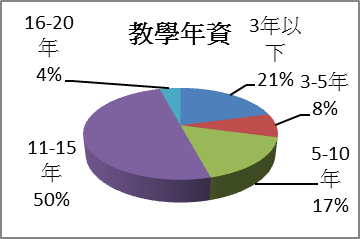 教學年資
3年以
下
21%
3-5年
8%
5-10
年
17%
11-15
年
50%
16-20
年
4%